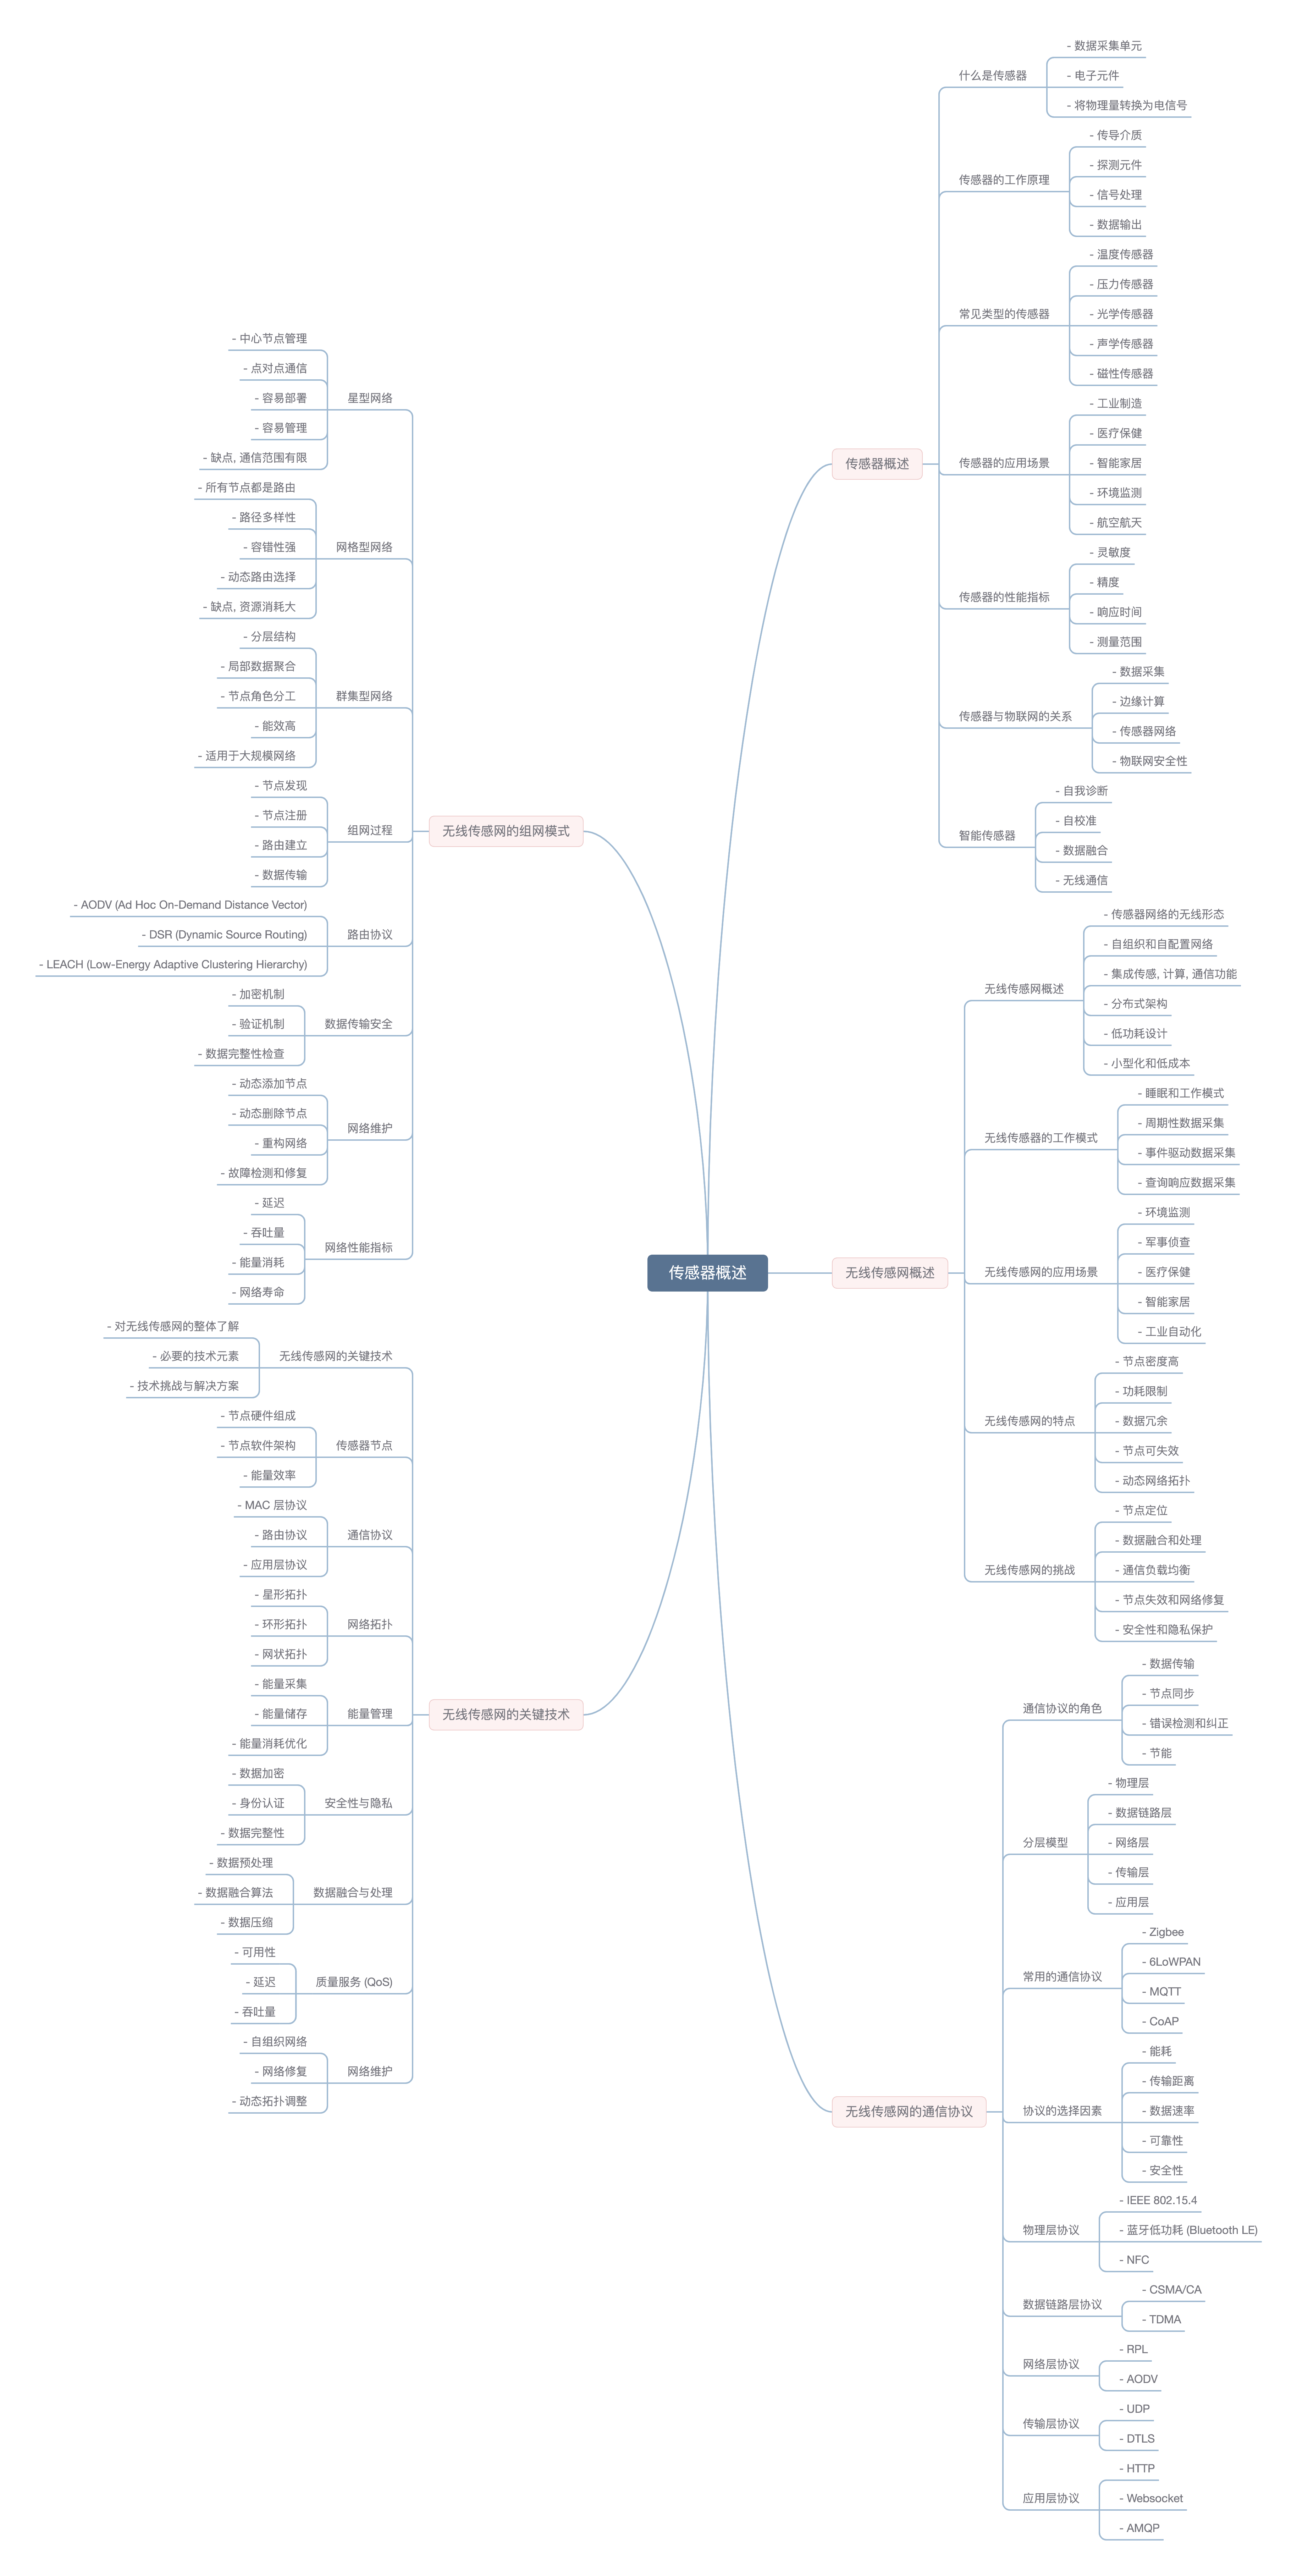 传感器概述
传感器概述
什么是传感器
- 数据采集单元
- 电子元件
- 将物理量转换为电信号
传感器的工作原理
- 传导介质
- 探测元件
- 信号处理
- 数据输出
常见类型的传感器
- 温度传感器
- 压力传感器
- 光学传感器
- 声学传感器
- 磁性传感器
传感器的应用场景
- 工业制造
- 医疗保健
- 智能家居
- 环境监测
- 航空航天
传感器的性能指标
- 灵敏度
- 精度
- 响应时间
- 测量范围
传感器与物联网的关系
- 数据采集
- 边缘计算
- 传感器网络
- 物联网安全性
智能传感器
- 自我诊断
- 自校准
- 数据融合
- 无线通信
无线传感网概述
无线传感网概述
- 传感器网络的无线形态
- 自组织和自配置网络
- 集成传感, 计算, 通信功能
- 分布式架构
- 低功耗设计
- 小型化和低成本
无线传感器的工作模式
- 睡眠和工作模式
- 周期性数据采集
- 事件驱动数据采集
- 查询响应数据采集
无线传感网的应用场景
- 环境监测
- 军事侦查
- 医疗保健
- 智能家居
- 工业自动化
无线传感网的特点
- 节点密度高
- 功耗限制
- 数据冗余
- 节点可失效
- 动态网络拓扑
无线传感网的挑战
- 节点定位
- 数据融合和处理
- 通信负载均衡
- 节点失效和网络修复
- 安全性和隐私保护
无线传感网的通信协议
通信协议的角色
- 数据传输
- 节点同步
- 错误检测和纠正
- 节能
分层模型
- 物理层
- 数据链路层
- 网络层
- 传输层
- 应用层
常用的通信协议
- Zigbee
- 6LoWPAN
- MQTT
- CoAP
协议的选择因素
- 能耗
- 传输距离
- 数据速率
- 可靠性
- 安全性
物理层协议
- IEEE 802.15.4
- 蓝牙低功耗 (Bluetooth LE)
- NFC
数据链路层协议
- CSMA/CA
- TDMA
网络层协议
- RPL
- AODV
传输层协议
- UDP
- DTLS
应用层协议
- HTTP
- Websocket
- AMQP
无线传感网的组网模式
星型网络
- 中心节点管理
- 点对点通信
- 容易部署
- 容易管理
- 缺点, 通信范围有限
网格型网络
- 所有节点都是路由
- 路径多样性
- 容错性强
- 动态路由选择
- 缺点, 资源消耗大
群集型网络
- 分层结构
- 局部数据聚合
- 节点角色分工
- 能效高
- 适用于大规模网络
组网过程
- 节点发现
- 节点注册
- 路由建立
- 数据传输
路由协议
- AODV (Ad Hoc On-Demand Distance Vector)
- DSR (Dynamic Source Routing)
- LEACH (Low-Energy Adaptive Clustering Hierarchy)
数据传输安全
- 加密机制
- 验证机制
- 数据完整性检查
网络维护
- 动态添加节点
- 动态删除节点
- 重构网络
- 故障检测和修复
网络性能指标
- 延迟
- 吞吐量
- 能量消耗
- 网络寿命
无线传感网的关键技术
无线传感网的关键技术
- 对无线传感网的整体了解
- 必要的技术元素
- 技术挑战与解决方案
传感器节点
- 节点硬件组成
- 节点软件架构
- 能量效率
通信协议
- MAC 层协议
- 路由协议
- 应用层协议
网络拓扑
- 星形拓扑
- 环形拓扑
- 网状拓扑
能量管理
- 能量采集
- 能量储存
- 能量消耗优化
安全性与隐私
- 数据加密
- 身份认证
- 数据完整性
数据融合与处理
- 数据预处理
- 数据融合算法
- 数据压缩
质量服务 (QoS)
- 可用性
- 延迟
- 吞吐量
网络维护
- 自组织网络
- 网络修复
- 动态拓扑调整